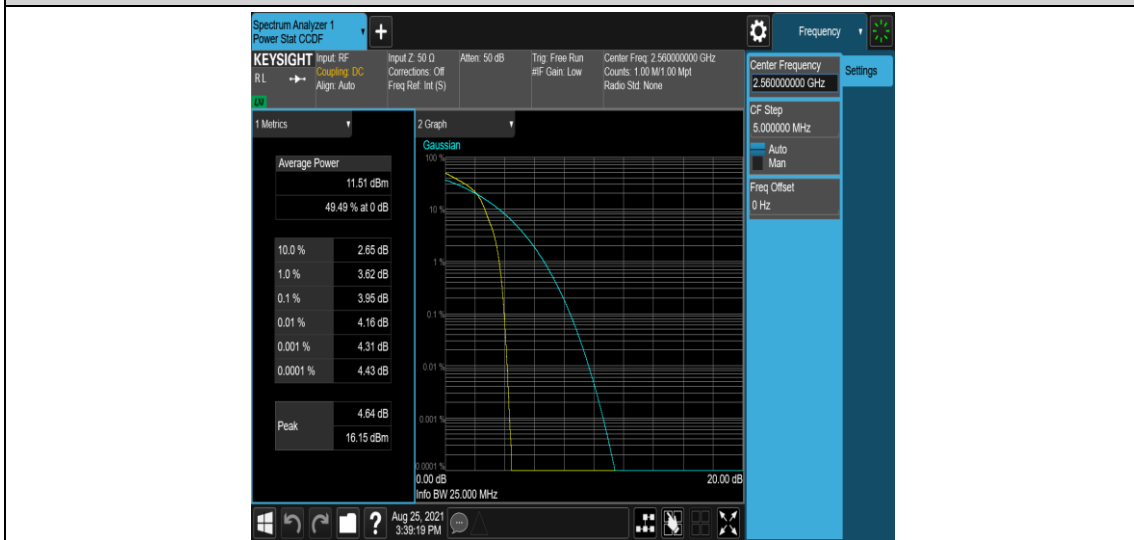 Spectrum Analyzer 1
Power Stat CCDF
+
Frequency
KEYSIGHT
RL
Input: RF
Coupling: DC
Align: Auto
Input Z: 50 Ω
Corrections: Off
Freq Ref: Int (S)
Atten: 50 dB
Trig: Free Run
#IF Gain: Low
Center Freq: 2.560000000 GHz
Counts: 1.00 M/1.00 Mpt
Radio Std: None
Center Frequency
2.560000000 GHz
Settings
CF Step
5.000000 MHz
Auto
Man
Freq Offset
0 Hz
1 Metrics
Average Power
11.51 dBm
49.49 % at 0 dB
10.0 % 2.65 dB
1.0 % 3.62 dB
0.1 % 3.95 dB
0.01 % 4.16 dB
0.001 % 4.31 dB
0.0001 % 4.43 dB
Peak
4.64 dB
16.15 dBm
2 Graph
Gaussian
100 %
10 %
1 %
0.1 %
0.01 %
0.001 %
0.0001 %
0.00 dB 20.00 dB
Info BW 25.000 MHz
?
Aug 25, 2021
3:39:19 PM